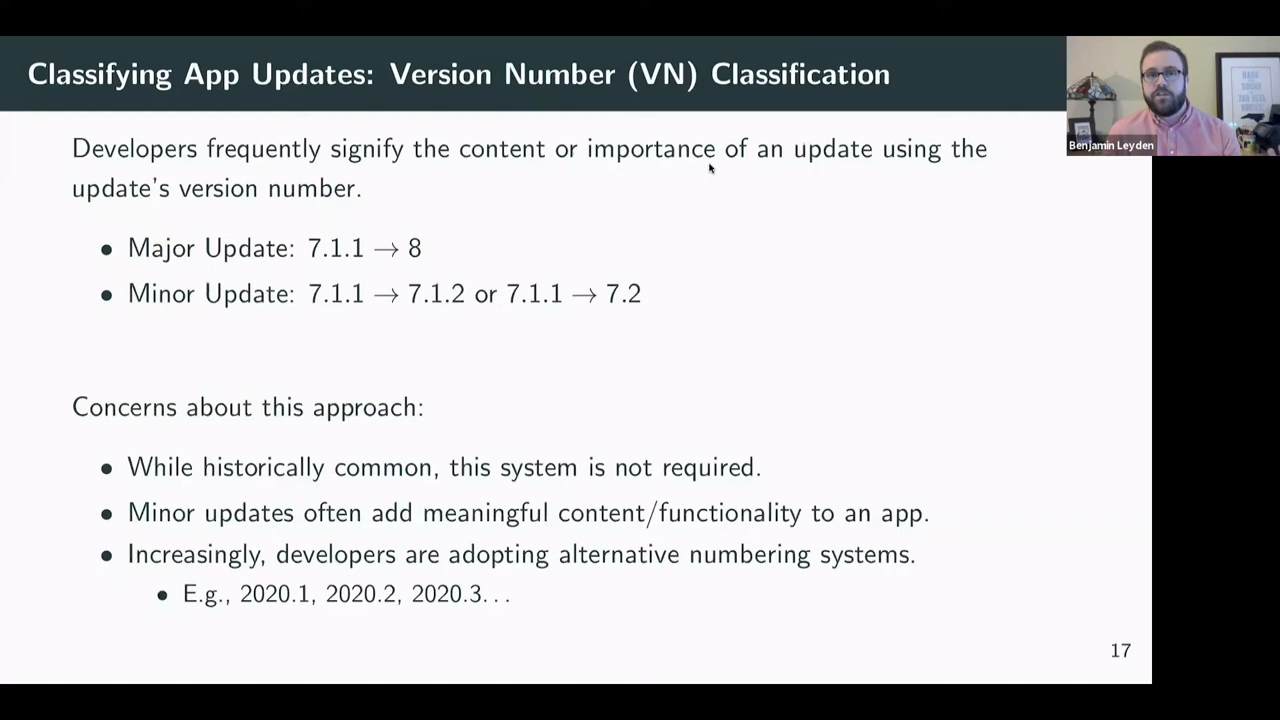 Classifying App Updates: Version Number (VN) Classification
Benjamin Leyden
Developers frequently signify the content or importance of an update using the
update's version number.
• Major Update: 7.1.1 → 8
• Minor Update: 7.1.1 → 7.1.2 or 7.1.1 → 7.2
Concerns about this approach:
• While historically common, this system is not required.
• Minor updates often add meaningful content/functionality to an app.
• Increasingly, developers are adopting alternative numbering systems.
• E.g., 2020.1, 2020.2, 2020.3...
17